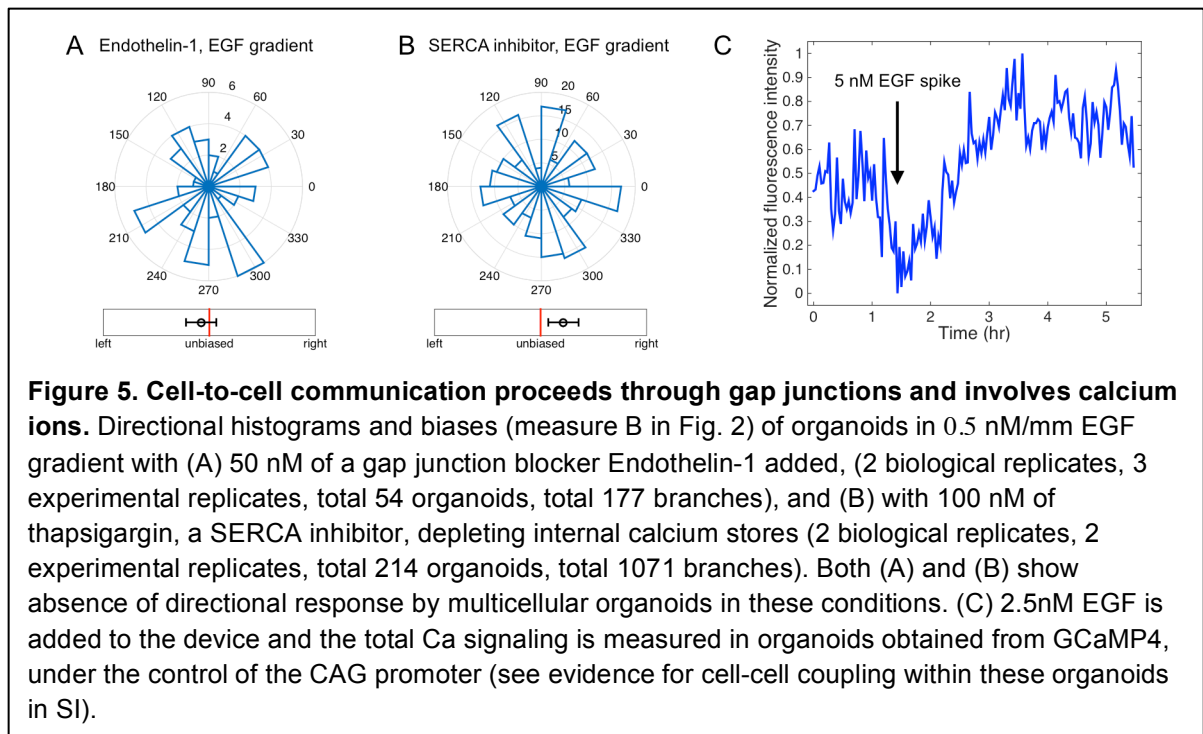 A Endothelin-1, EGF gradient
90
6
120
60
4
150
30
2
180
0
210
330
240
300
270
left
unbiased
right
B SERCA inhibitor, EGF gradient
90
20
120
60
15
10
150
30
5
180
0
210
330
240
300
270
left
unbiased
right
C
Normalized fluorescence intensity
1
0.9
0.8
0.7
0.6
0.5
0.4
0.3
0.2
0.1
0
5 nM EGF spike
0 1 2 3 4 5
Time (hr)
Figure 5. Cell-to-cell communication proceeds through gap junctions and involves calcium
ions. Directional histograms and biases (measure B in Fig. 2) of organoids in 0.5 nM/mm EGF
gradient with (A) 50 nM of a gap junction blocker Endothelin-1 added, (2 biological replicates, 3
experimental replicates, total 54 organoids, total 177 branches), and (B) with 100 nM of
thapsigargin, a SERCA inhibitor, depleting internal calcium stores (2 biological replicates, 2
experimental replicates, total 214 organoids, total 1071 branches). Both (A) and (B) show
absence of directional response by multicellular organoids in these conditions. (C) 2.5nM EGF is
added to the device and the total Ca signaling is measured in organoids obtained from GCaMP4,
under the control of the CAG promoter (see evidence for cell-cell coupling within these organoids
in SI).